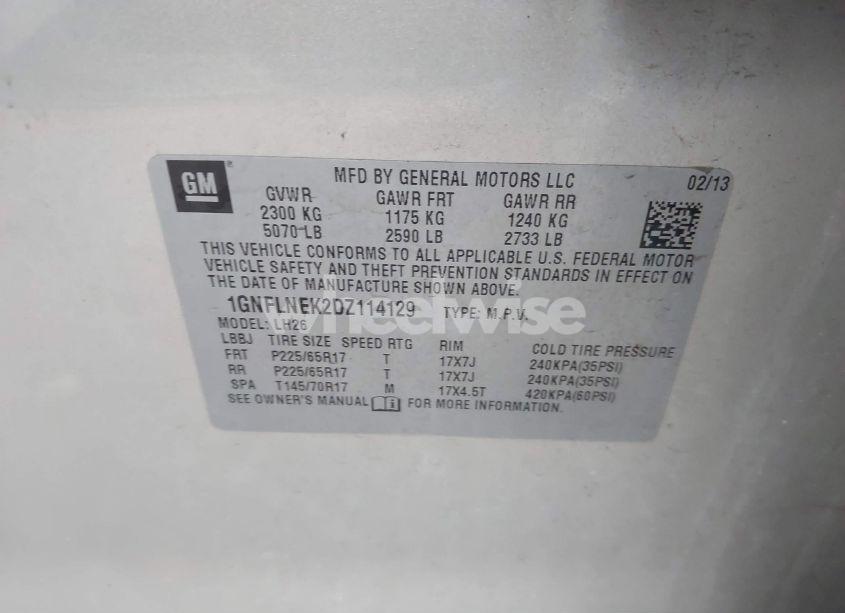 GM
MFD BY GENERAL MOTORS LLC 02/13
GVWR GAWR FRT GAWR RR
2300 KG 1175 KG 1240 KG
5070 LB 2590 LB 2733 LB
THIS VEHICLE CONFORMS TO ALL APPLICABLE U.S. FEDERAL MOTOR
VEHICLE SAFETY AND THEFT PREVENTION STANDARDS IN EFFECT ON
THE DATE OF MANUFACTURE SHOWN ABOVE.
1GNFLNEK2DZ114129 TYPE: M.P.V.
wheelwise
MODEL: LH26
LBBJ TIRE SIZE SPEED RTG RIM COLD TIRE PRESSURE
FRT P225/65R17 T 17X7J 240KPA(35PSI)
RR P225/65R17 T 17X7J 240KPA(35PSI)
SPA T145/70R17 M 17X4.5T 420KPA(60PSI)
SEE OWNER'S MANUAL FOR MORE INFORMATION.